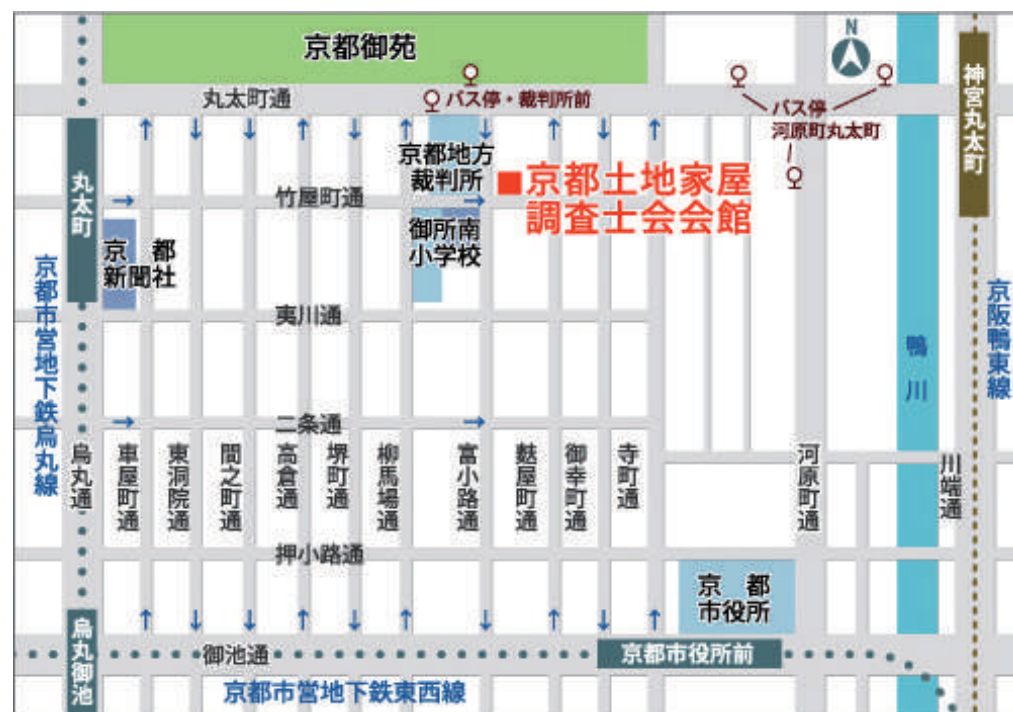 京都御苑
N
丸太町通
バス停・裁判所前
バス停
河原町丸太町
神宮丸太町
丸太町
京都地方
裁判所
■京都土地家屋
調査士会会館
竹屋町通
京 都
新聞社
御所南
小学校
京都市営地下鉄烏丸線
夷川通
鴨川
京阪鴨東線
二条通
烏丸通
車屋町通
東洞院通
間之町通
高倉通
堺町通
柳馬場通
富小路通
麩屋町通
御幸町通
寺町通
河原町通
川端通
押小路通
京 都
市役所
烏丸御池
御池通
京都市役所前
京都市営地下鉄東西線